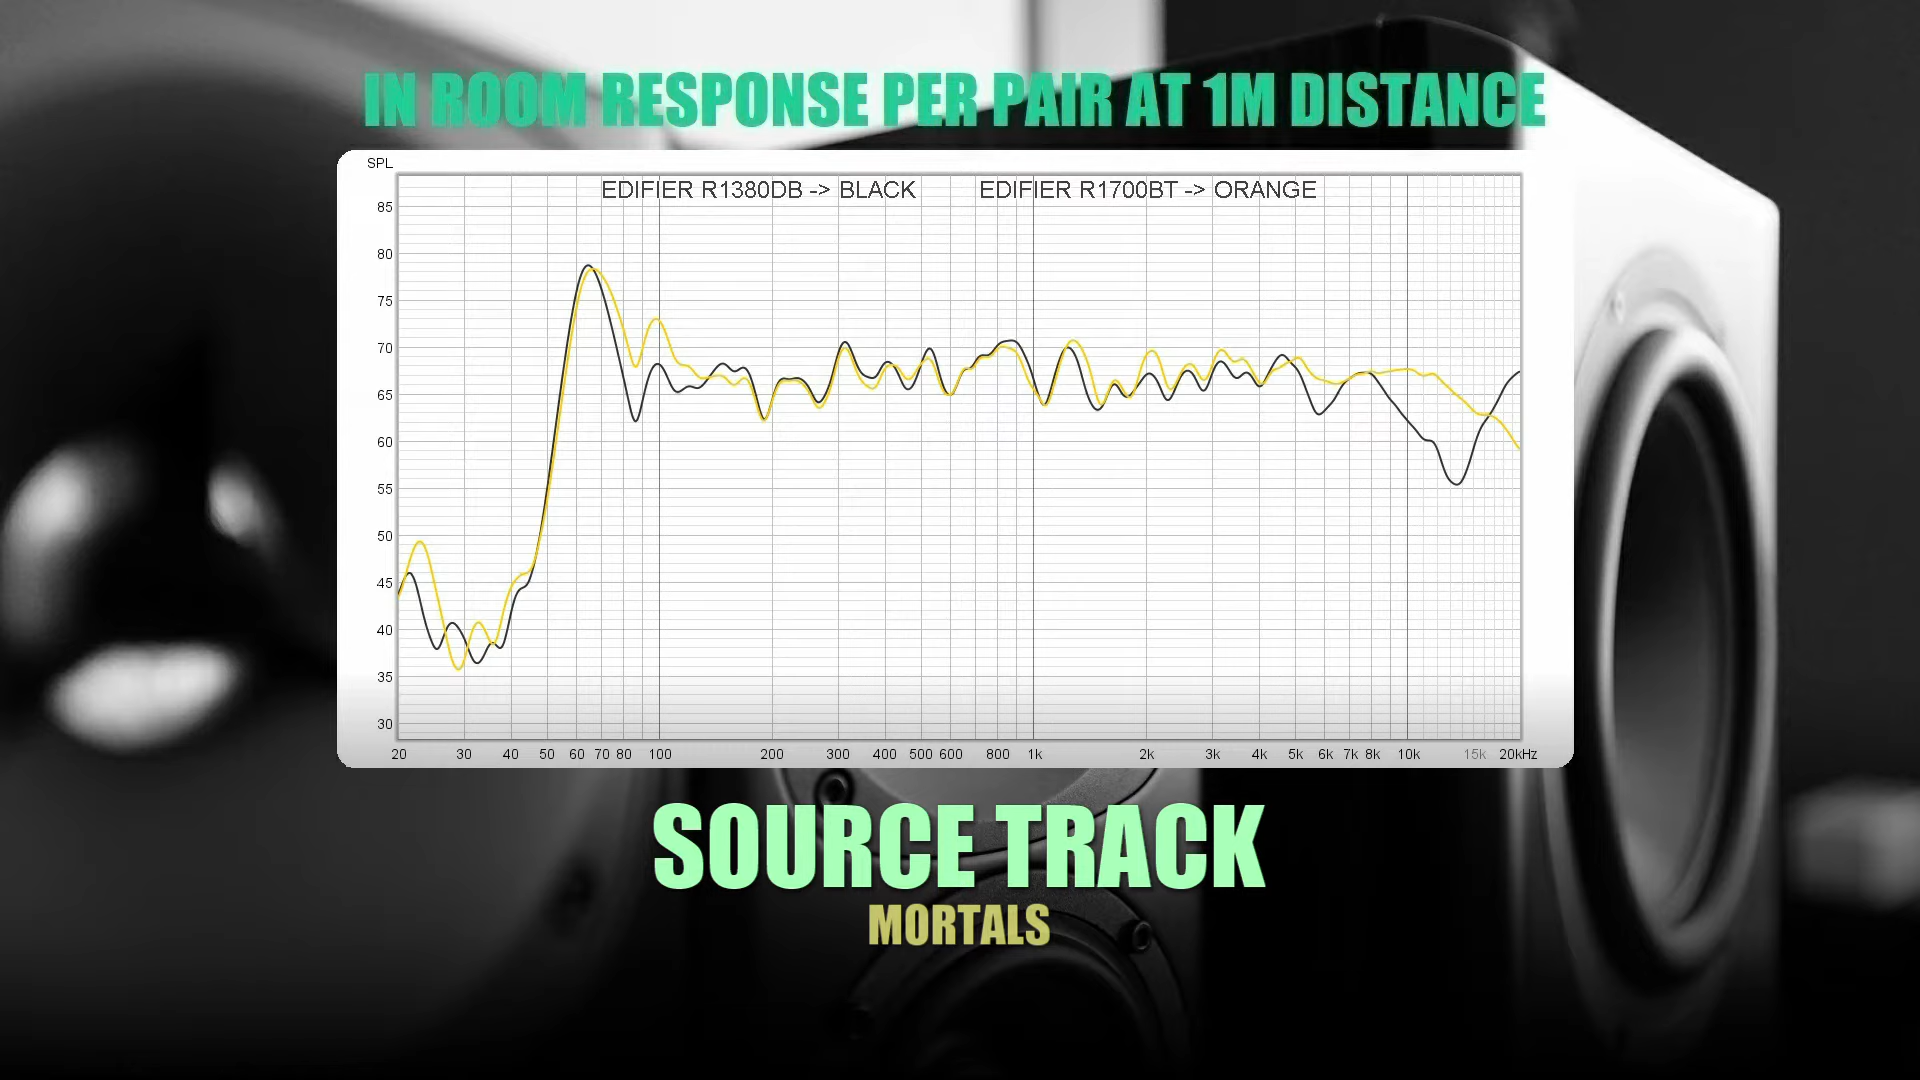 IN ROOM RESPONSE PER PAIR AT 1M DISTANCE
SPL
EDIFIER R1380DB -> BLACK EDIFIER R1700BT -> ORANGE
85
80
75
70
65
60
55
50
45
40
35
30
20 30 40 50 60 70 80 100 200 300 400 500 600 800 1k 2k 3k 4k 5k 6k 7k 8k 10k 15k 20kHz
SOURCE TRACK
MORTALS